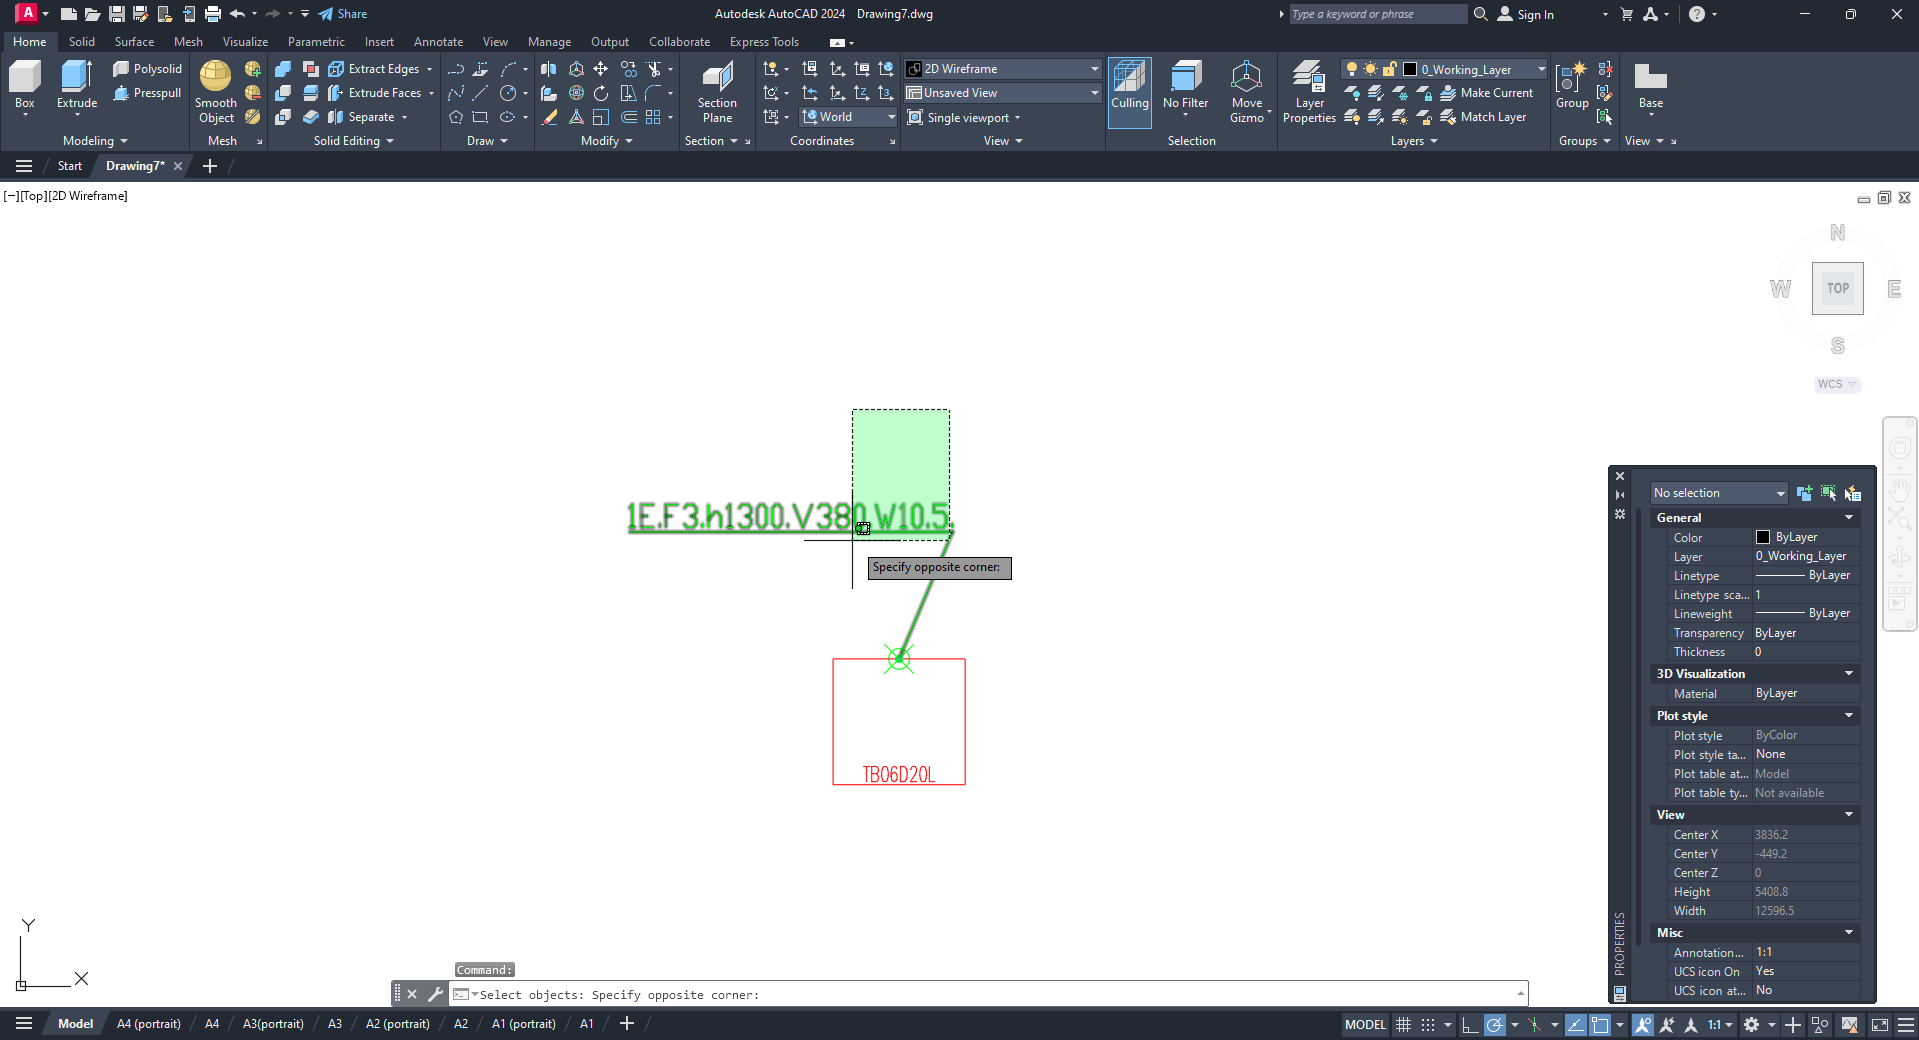 Share
Autodesk AutoCAD 2024 Drawing7.dwg
Type a keyword or phrase
Sign In
Home Solid Surface Mesh Visualize Parametric Insert Annotate View Manage Output Collaborate Express Tools
Box
Extrude
Polysolid
Presspull
Modeling
Smooth Object
Mesh
Extract Edges
Extrude Faces
Separate
Solid Editing
Draw
Modify
Section Plane
Section
World
Coordinates
2D Wireframe
Unsaved View
Single viewport
View
Culling
No Filter
Move Gizmo
Selection
Layer Properties
0_Working_Layer
Make Current
Match Layer
Layers
Group
Groups
Base
View
Start
Drawing7*
[−][Top][2D Wireframe]
N
W
TOP
E
S
WCS
1E.F3.h1300.V380.W10.5.
Specify opposite corner:
TB06D20L
No selection
General
Color ByLayer
Layer 0_Working_Layer
Linetype ByLayer
Linetype sca... 1
Lineweight ByLayer
Transparency ByLayer
Thickness 0
3D Visualization
Material ByLayer
Plot style
Plot style ByColor
Plot style ta... None
Plot table at... Model
Plot table ty... Not available
View
Center X 3836.2
Center Y -449.2
Center Z 0
Height 5408.8
Width 12596.5
Misc
Annotation... 1:1
UCS icon On Yes
UCS icon at... No
PROPERTIES
Y
X
Command:
Select objects: Specify opposite corner:
Model A4 (portrait) A4 A3(portrait) A3 A2 (portrait) A2 A1 (portrait) A1
MODEL
1:1